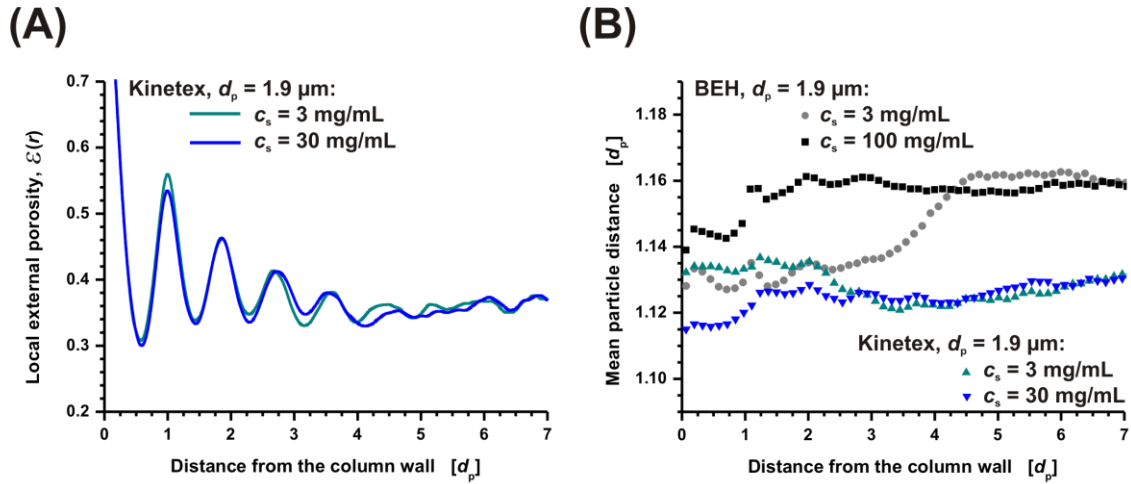 (A)
Kinetex, dp = 1.9 µm:
cs = 3 mg/mL
cs = 30 mg/mL
Local external porosity, ℰ(r)
0.7
0.6
0.5
0.4
0.3
0.2
0 1 2 3 4 5 6 7
Distance from the column wall [dp]
(B)
BEH, dp = 1.9 µm:
cs = 3 mg/mL
cs = 100 mg/mL
Mean particle distance [dp]
1.18
1.16
1.14
1.12
1.10
Kinetex, dp = 1.9 µm:
cs = 3 mg/mL
cs = 30 mg/mL
0 1 2 3 4 5 6 7
Distance from the column wall [dp]